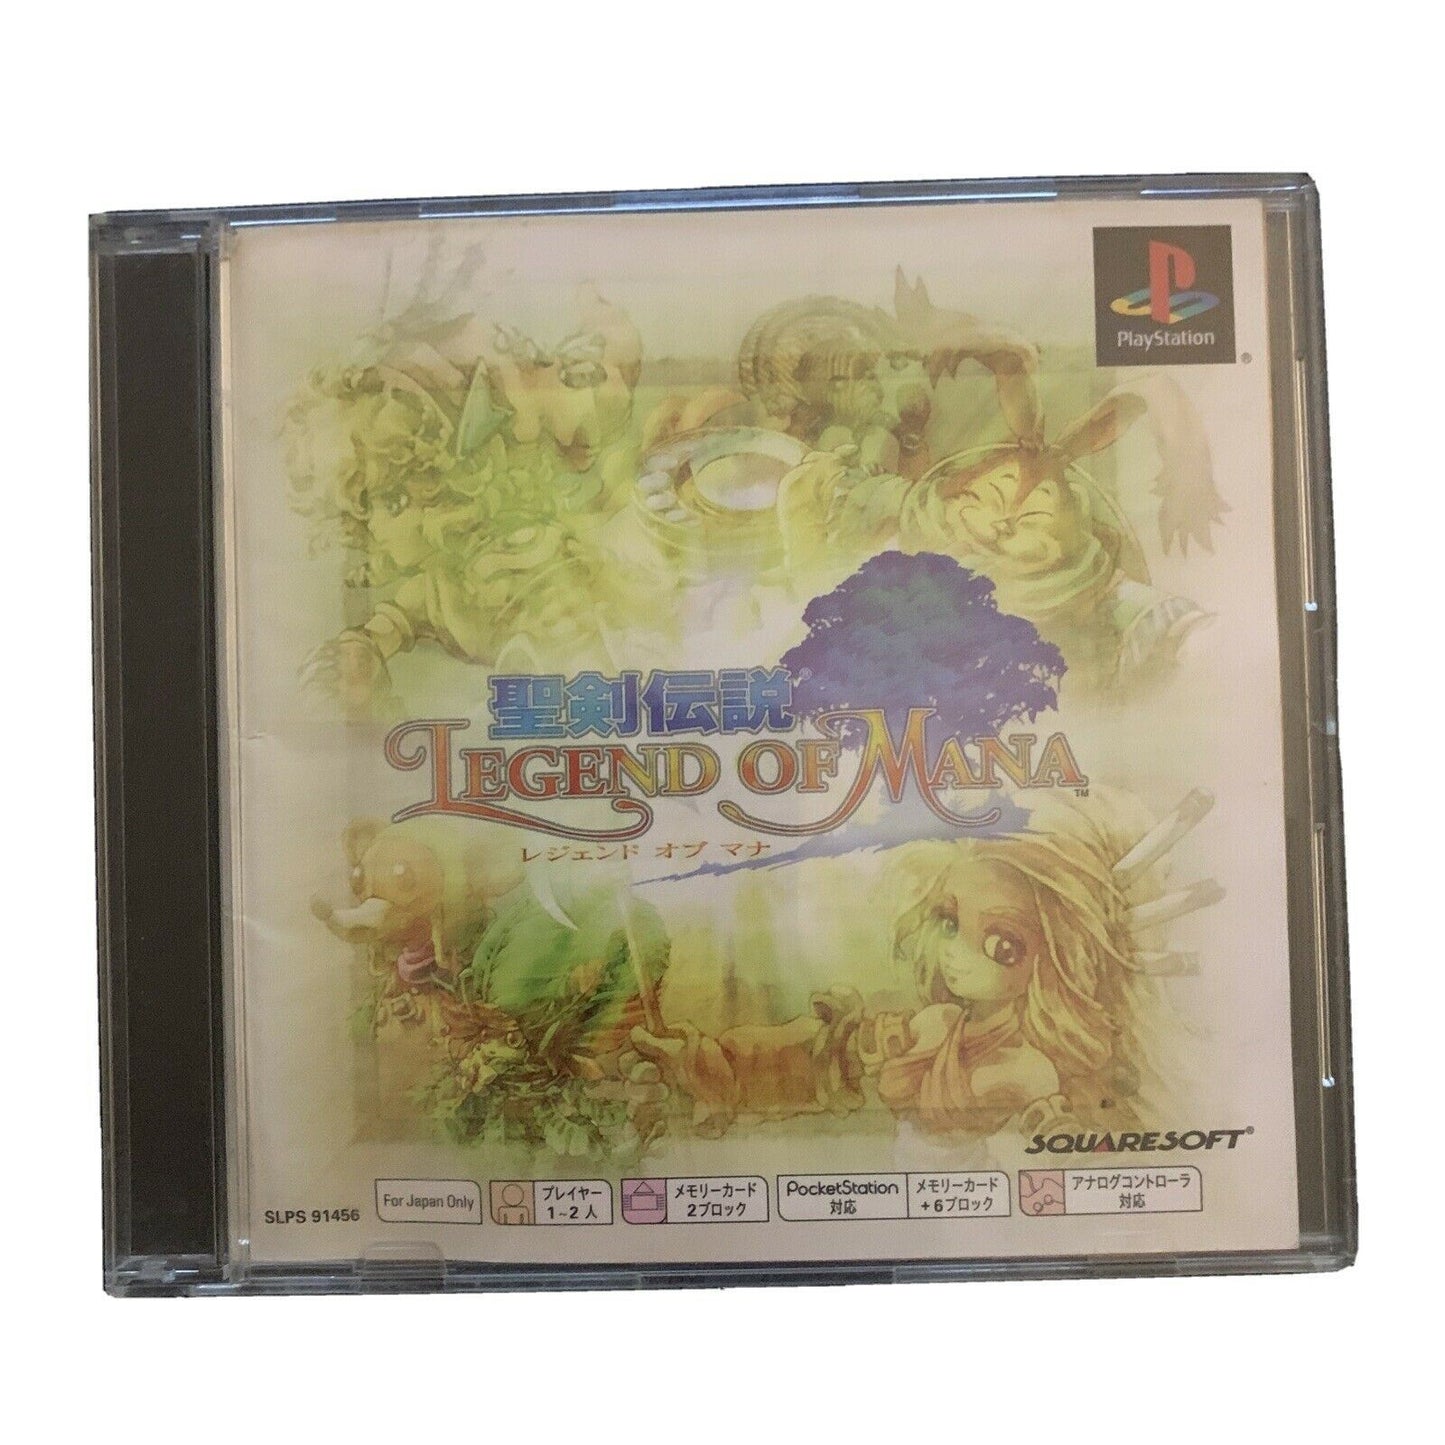 PlayStation
®
聖剣伝説®
LEGEND OF MANA™
レジェンド オブ マナ
SQUARESOFT®
SLPS 91456
For Japan Only
プレイヤー
1~2人
メモリーカード
2ブロック
PocketStation
対応
メモリーカード
+6ブロック
アナログコントローラ
対応